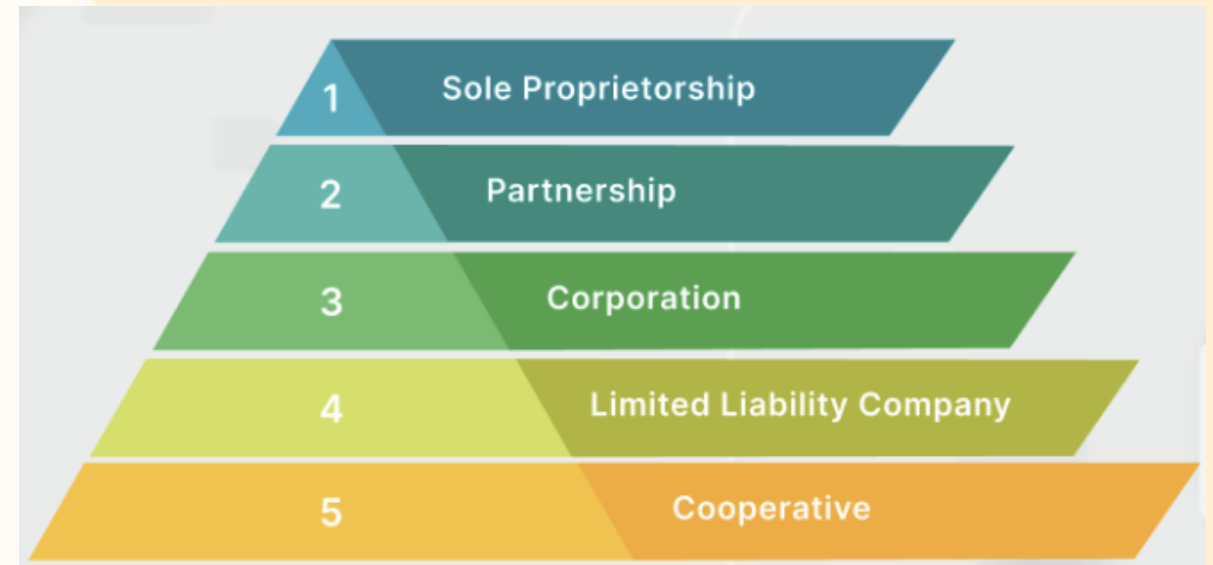 1 Sole Proprietorship
2 Partnership
3 Corporation
4 Limited Liability Company
5 Cooperative